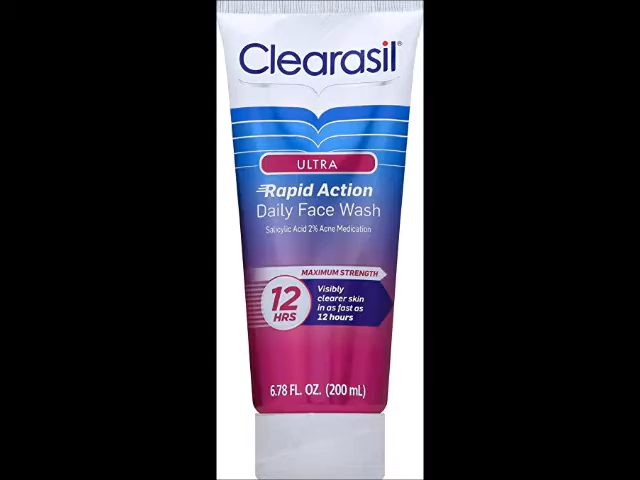 Clearasil®
ULTRA
Rapid Action
Daily Face Wash
Salicylic Acid 2% Acne Medication
MAXIMUM STRENGTH
12
HRS
Visibly
clearer skin
in as fast as
12 hours
6.78 FL. OZ. (200 mL)